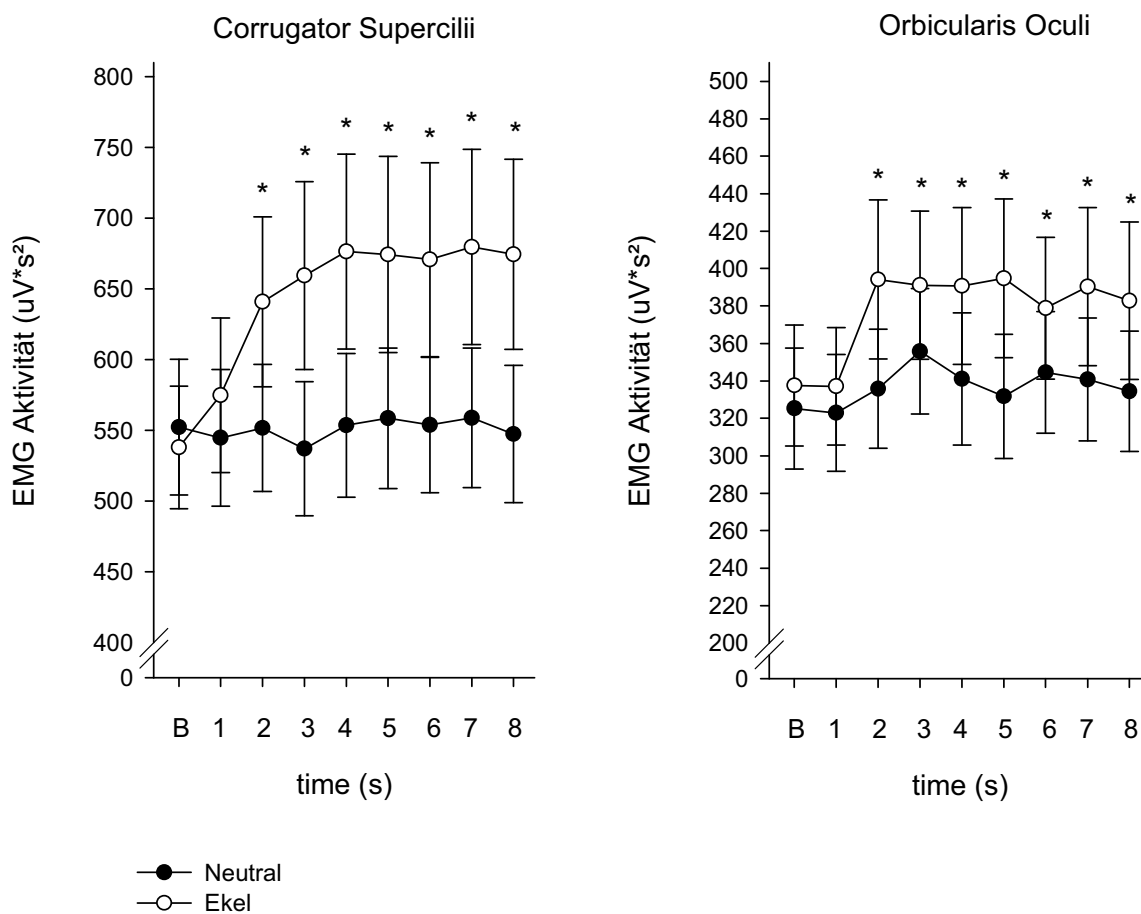 Corrugator Supercilii
800
750
700
650
600
550
500
450
400
0
EMG Aktivität (uV*s²)
* * * * * * *
B 1 2 3 4 5 6 7 8
time (s)
Orbicularis Oculi
500
480
460
440
420
400
380
360
340
320
300
280
260
240
220
200
0
EMG Aktivität (uV*s²)
* * * * * * *
B 1 2 3 4 5 6 7 8
time (s)
Neutral
Ekel